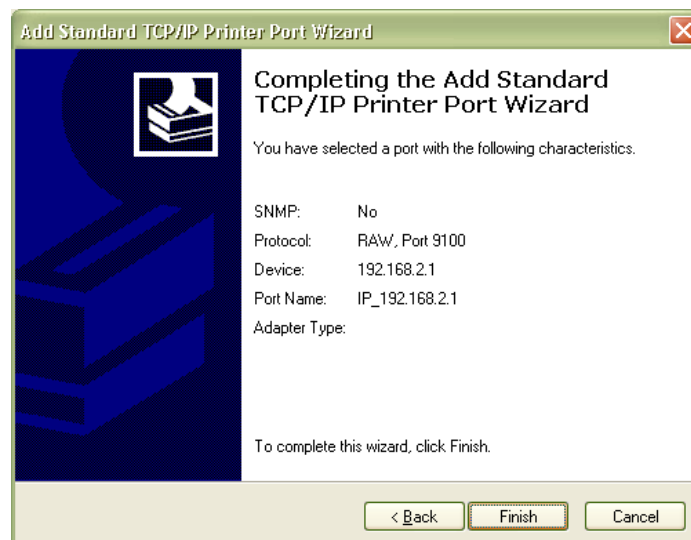 Add Standard TCP/IP Printer Port Wizard
Completing the Add Standard
TCP/IP Printer Port Wizard
You have selected a port with the following characteristics.
SNMP: No
Protocol: RAW, Port 9100
Device: 192.168.2.1
Port Name: IP_192.168.2.1
Adapter Type:
To complete this wizard, click Finish.
< Back Finish Cancel